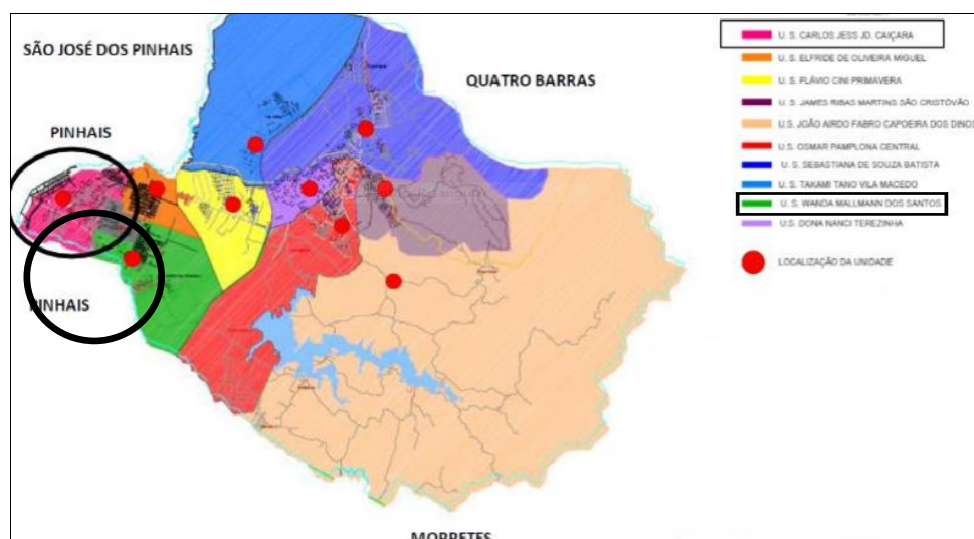 SÃO JOSÉ DOS PINHAIS
QUATRO BARRAS
PINHAIS
PINHAIS
MORRETES
U. S. CARLOS JESS JD. CAIÇARA
U. S. ELFRIDE DE OLIVEIRA MIGUEL
U. S. FLÁVIO CINI PRIMAVERA
U. S. JAMES RIBAS MARTINS SÃO CRISTÓVÃO
U.S. JOÃO AIRDO FABRO CAPOEIRA DOS DINOS
U.S. OSMAR PAMPLONA CENTRAL
U. S. SEBASTIANA DE SOUZA BATISTA
U. S. TAKAMI TANO VILA MACEDO
U. S. WANDA MALLMANN DOS SANTOS
U.S. DONA NANCI TEREZINHA
LOCALIZAÇÃO DA UNIDADE